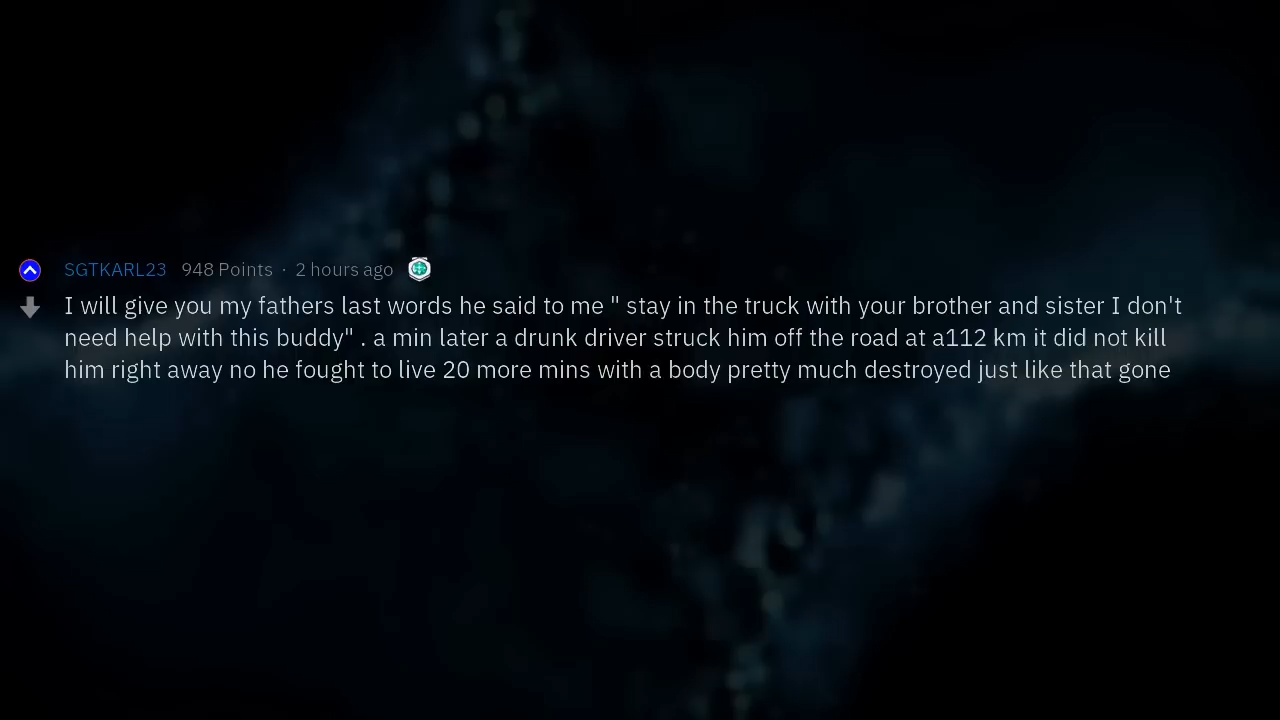 SGTKARL23 948 Points · 2 hours ago
I will give you my fathers last words he said to me " stay in the truck with your brother and sister I don't
need help with this buddy" . a min later a drunk driver struck him off the road at a112 km it did not kill
him right away no he fought to live 20 more mins with a body pretty much destroyed just like that gone